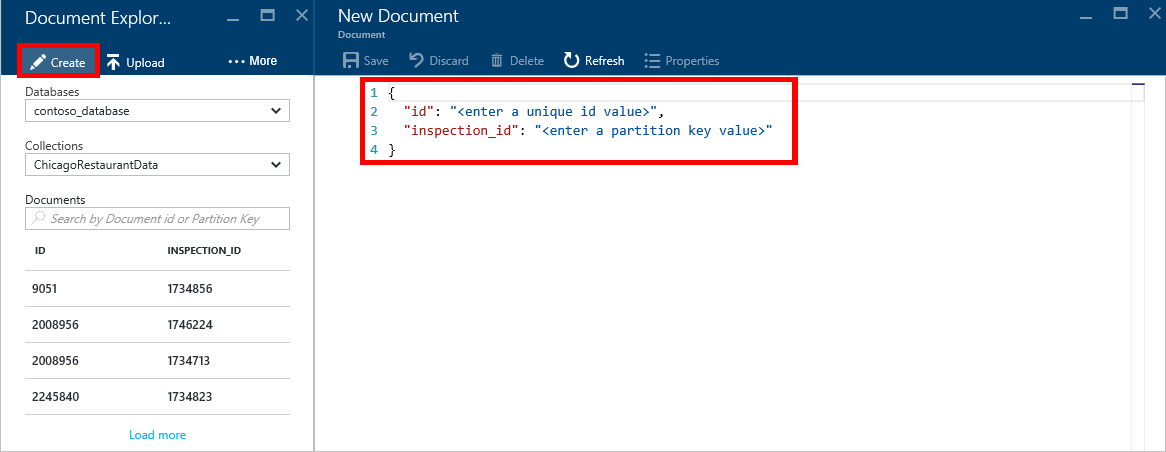 Document Explor...
Create
Upload
••• More
Databases
contoso_database
Collections
ChicagoRestaurantData
Documents
Search by Document id or Partition Key
ID INSPECTION_ID
9051 1734856
2008956 1746224
2008956 1734713
2245840 1734823
Load more
New Document
Document
Save
Discard
Delete
Refresh
Properties
1 {
2 "id": "<enter a unique id value>",
3 "inspection_id": "<enter a partition key value>"
4 }